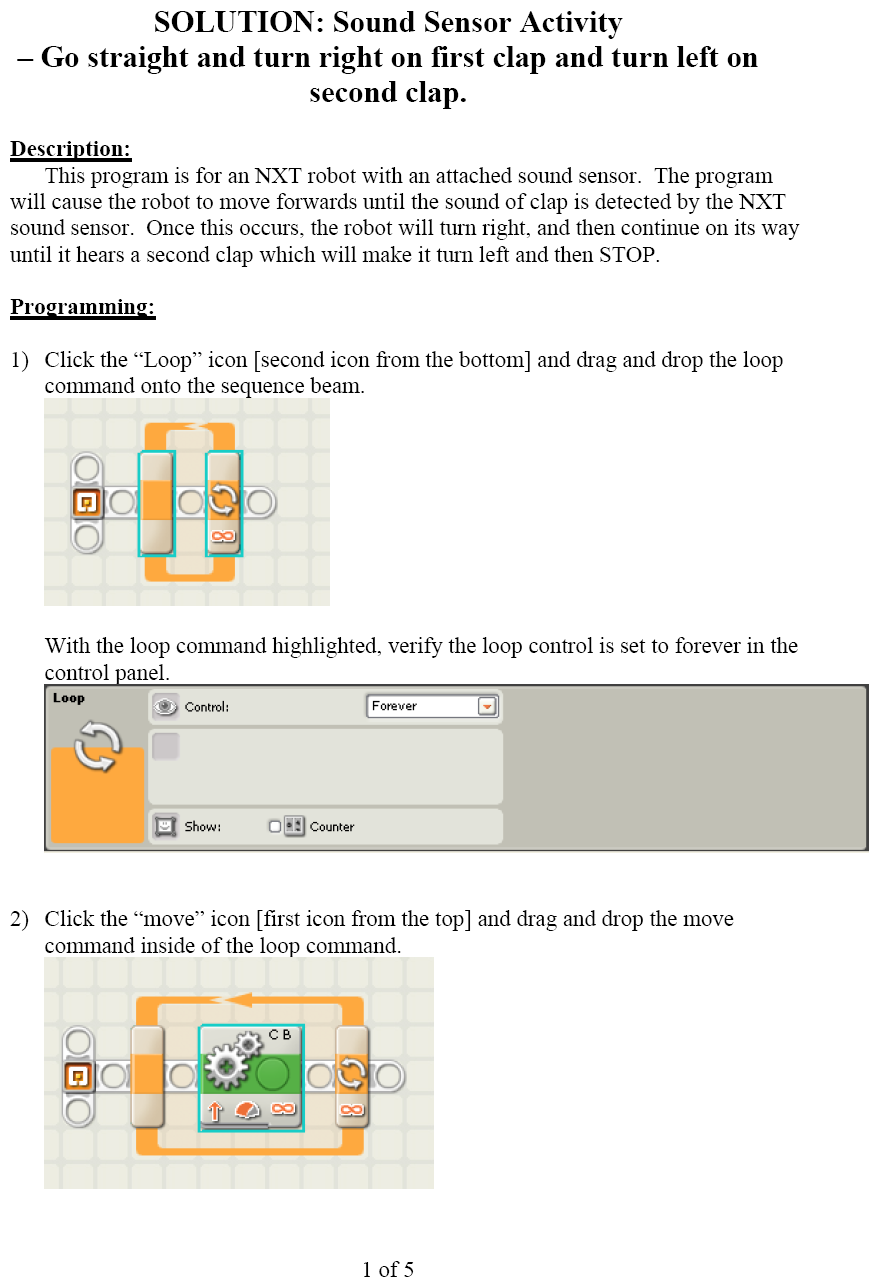 SOLUTION: Sound Sensor Activity
– Go straight and turn right on first clap and turn left on
second clap.
Description:
This program is for an NXT robot with an attached sound sensor.  The program
will cause the robot to move forwards until the sound of clap is detected by the NXT
sound sensor.  Once this occurs, the robot will turn right, and then continue on its way
until it hears a second clap which will make it turn left and then STOP.
Programming:
1) Click the “Loop” icon [second icon from the bottom] and drag and drop the loop
command onto the sequence beam.
With the loop command highlighted, verify the loop control is set to forever in the
control panel.
Loop
Control: Forever
Show: Counter
2) Click the “move” icon [first icon from the top] and drag and drop the move
command inside of the loop command.
C B
1 of 5